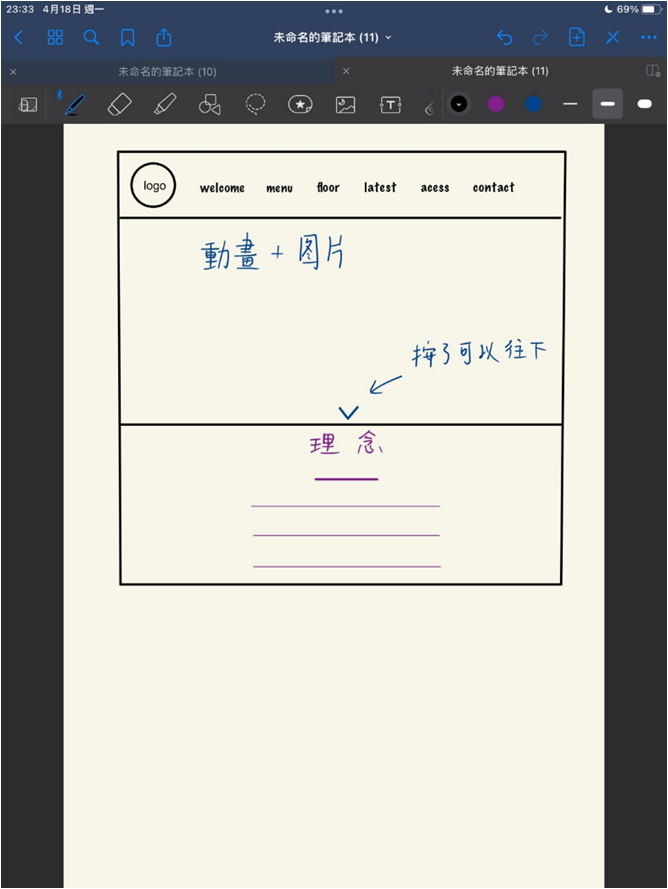 23:33 4月18日 週一 69%
未命名的筆記本 (11)
未命名的筆記本 (10) 未命名的筆記本 (11)
T
logo welcome menu floor latest acess contact
動畫 + 图片
按了可以往下
理念